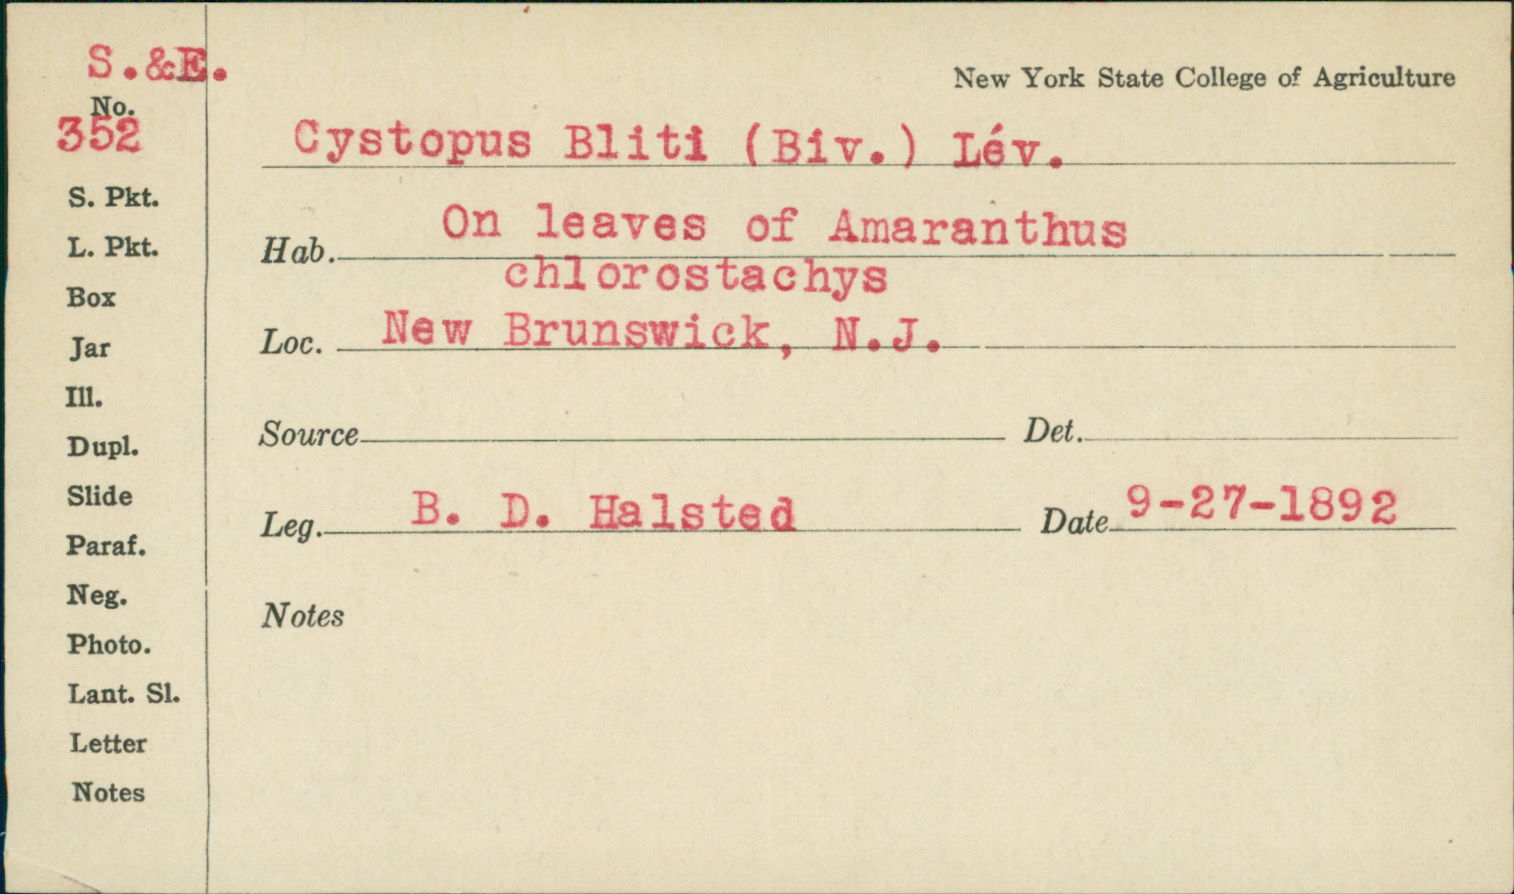 S.&E.
New York State College of Agriculture
No.
352
Cystopus Bliti (Biv.) Lév.
S. Pkt.
L. Pkt.
Box
Jar
Ill.
Dupl.
Slide
Paraf.
Neg.
Photo.
Lant. Sl.
Letter
Notes
Hab. On leaves of Amaranthus
chlorostachys
Loc. New Brunswick, N.J.
Source Det.
Leg. B. D. Halsted Date 9-27-1892
Notes